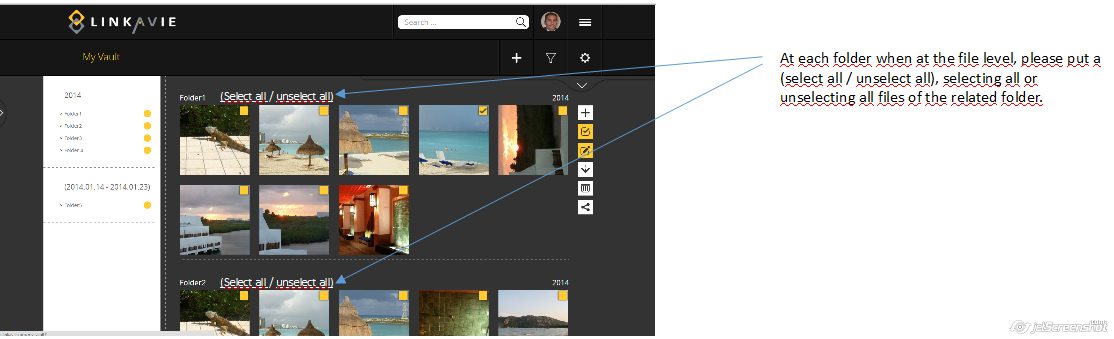 LINKAVIE
Search ...
My Vault
At each folder when at the file level, please put a
(select all / unselect all), selecting all or
unselecting all files of the related folder.
2014
> Folder1
> Folder2
> Folder3
> Folder4
(2014.01.14 - 2014.01.23)
> Folder5
Folder1 (Select all / unselect all) 2014
Folder2 (Select all / unselect all) 2014
jetScreenshot